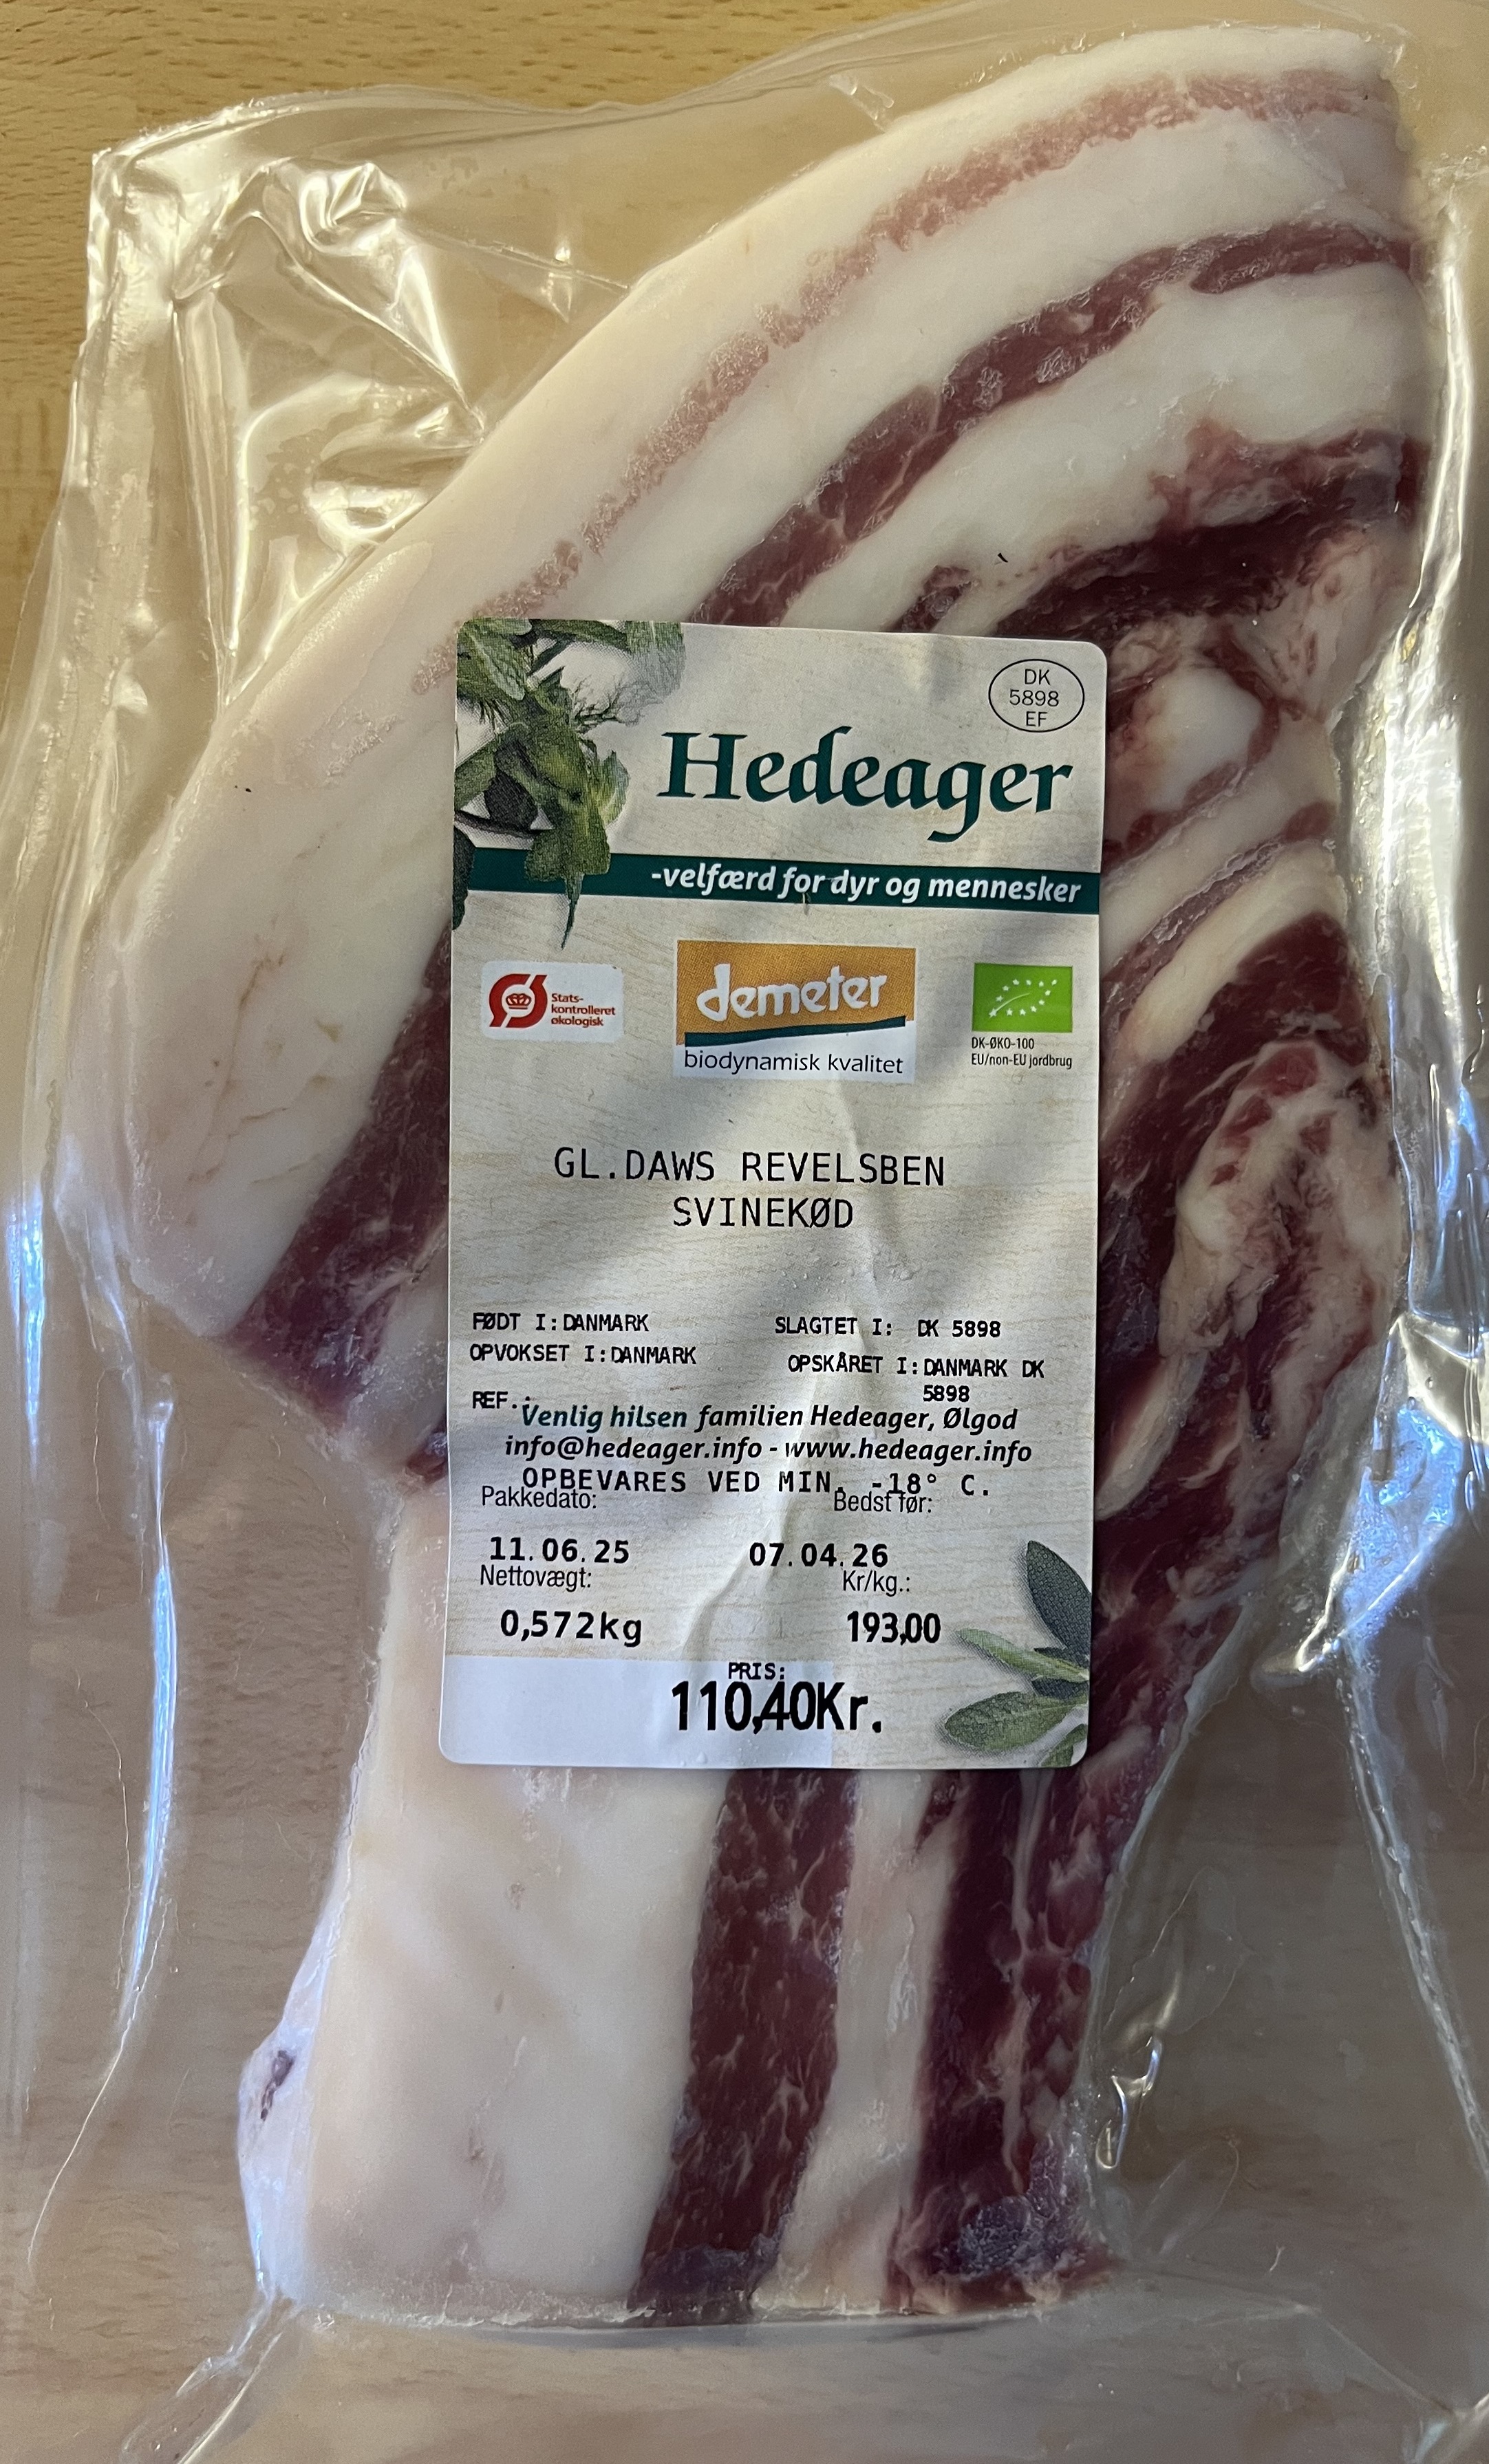 DK
5898
EF
Hedeager
-velfærd for dyr og mennesker
Stats-
kontrolleret
økologisk
demeter
biodynamisk kvalitet
DK-ØKO-100
EU/non-EU jordbrug
GL.DAWS REVELSBEN
SVINEKØD
FØDT I:DANMARK
SLAGTET I: DK 5898
OPVOKSET I:DANMARK
OPSKÅRET I:DANMARK DK
5898
REF.:
Venlig hilsen familien Hedeager, Ølgod
info@hedeager.info - www.hedeager.info
OPBEVARES VED MIN. -18° C.
Pakkedato: Bedst før:
11.06.25 07.04.26
Nettovægt: Kr/kg.:
0,572kg 193,00
PRIS:
110,40Kr.